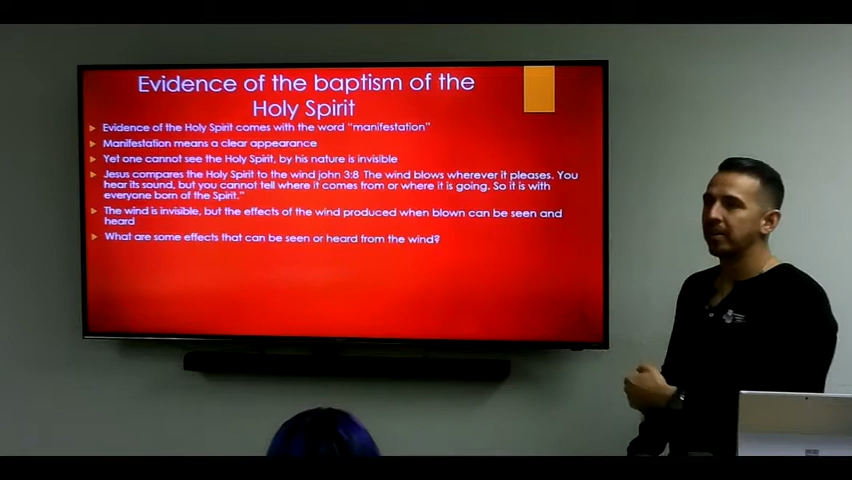 Evidence of the baptism of the
Holy Spirit
Evidence of the Holy Spirit comes with the word "manifestation"
Manifestation means a clear appearance
Yet one cannot see the Holy Spirit, by his nature is invisible
Jesus compares the Holy Spirit to the wind john 3:8 The wind blows wherever it pleases. You
hear its sound, but you cannot tell where it comes from or where it is going. So it is with
everyone born of the Spirit."
The wind is invisible, but the effects of the wind produced when blown can be seen and
heard
What are some effects that can be seen or heard from the wind?